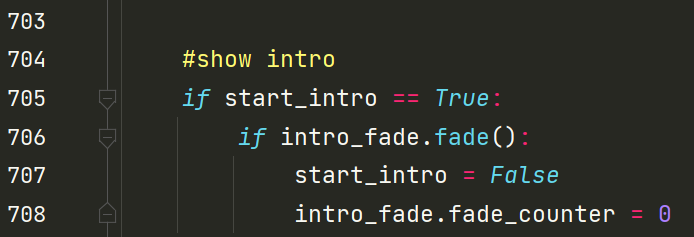 703
704 #show intro
705 if start_intro == True:
706 if intro_fade.fade():
707 start_intro = False
708 intro_fade.fade_counter = 0